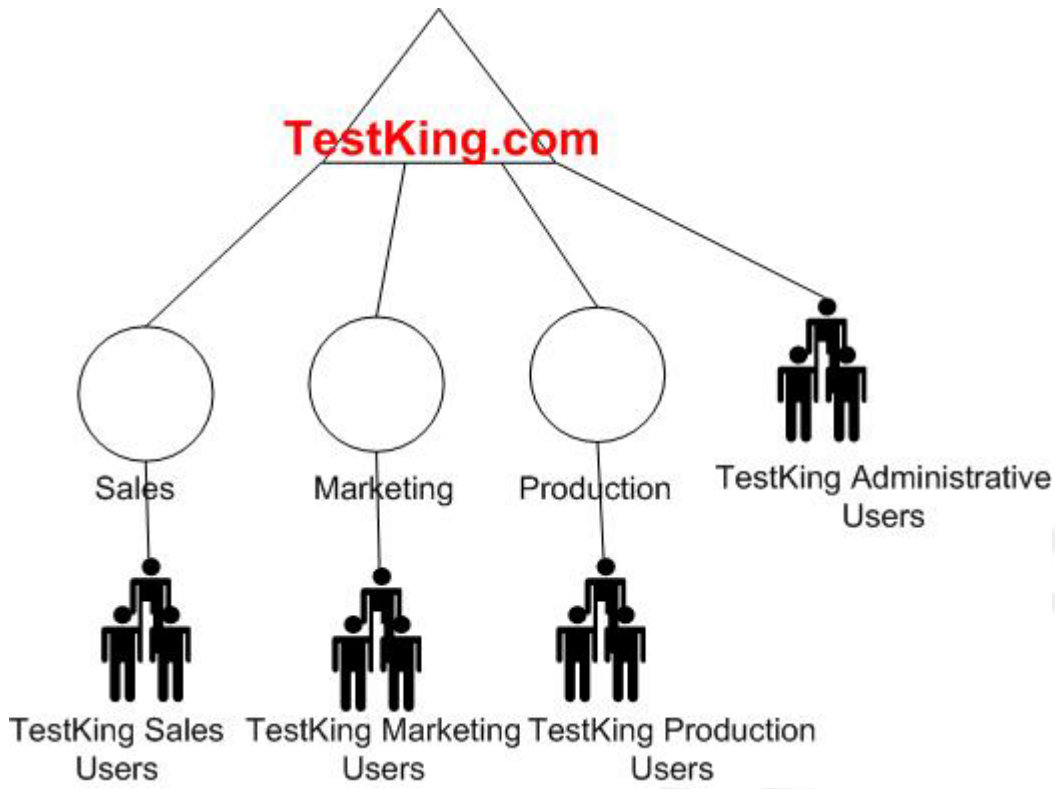 TestKing.com
Sales
Marketing
Production
TestKing Administrative
Users
TestKing Sales
Users
TestKing Marketing
Users
TestKing Production
Users